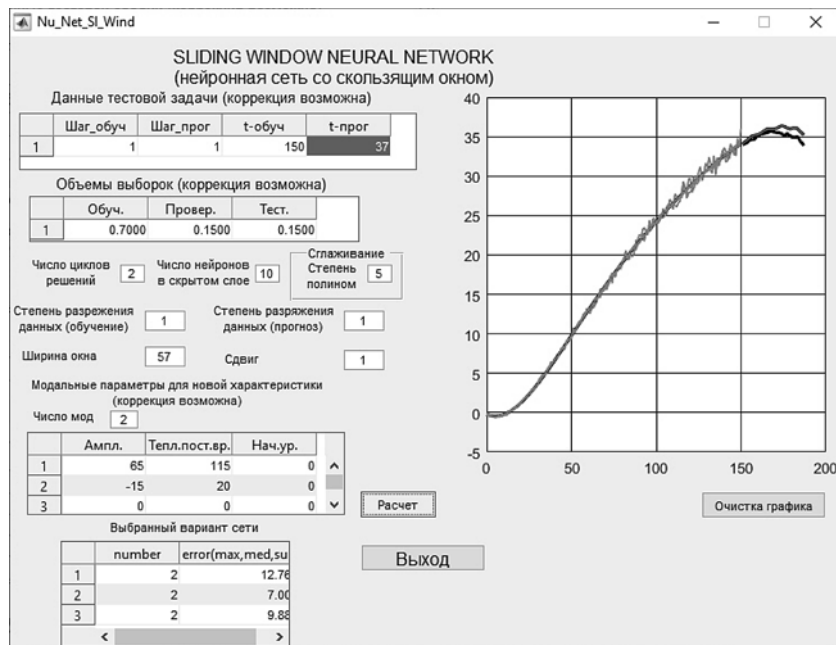 Nu_Net_Sl_Wind
SLIDING WINDOW NEURAL NETWORK
(нейронная сеть со скользящим окном)
Данные тестовой задачи (коррекция возможна)
Шаг_обуч Шаг_прог t-обуч t-прог
1 1 1 150 37
Объемы выборок (коррекция возможна)
Обуч. Провер. Тест.
1 0.7000 0.1500 0.1500
Число циклов
решений
2
Число нейронов
в скрытом слое
10
Сглаживание
Степень
полином
5
Степень разрежения
данных (обучение)
1
Степень разряжения
данных (прогноз)
1
Ширина окна
57
Сдвиг
1
Модальные параметры для новой характеристики
(коррекция возможна)
Число мод
2
Ампл. Тепл.пост.вр. Нач.ур.
1 65 115 0
2 -15 20 0
3 0 0 0
Расчет
Выбранный вариант сети
number error(max,med,su
1 2 12.76
2 2 7.00
3 2 9.88
Выход
40
35
30
25
20
15
10
5
0
-5
0 50 100 150 200
Очистка графика